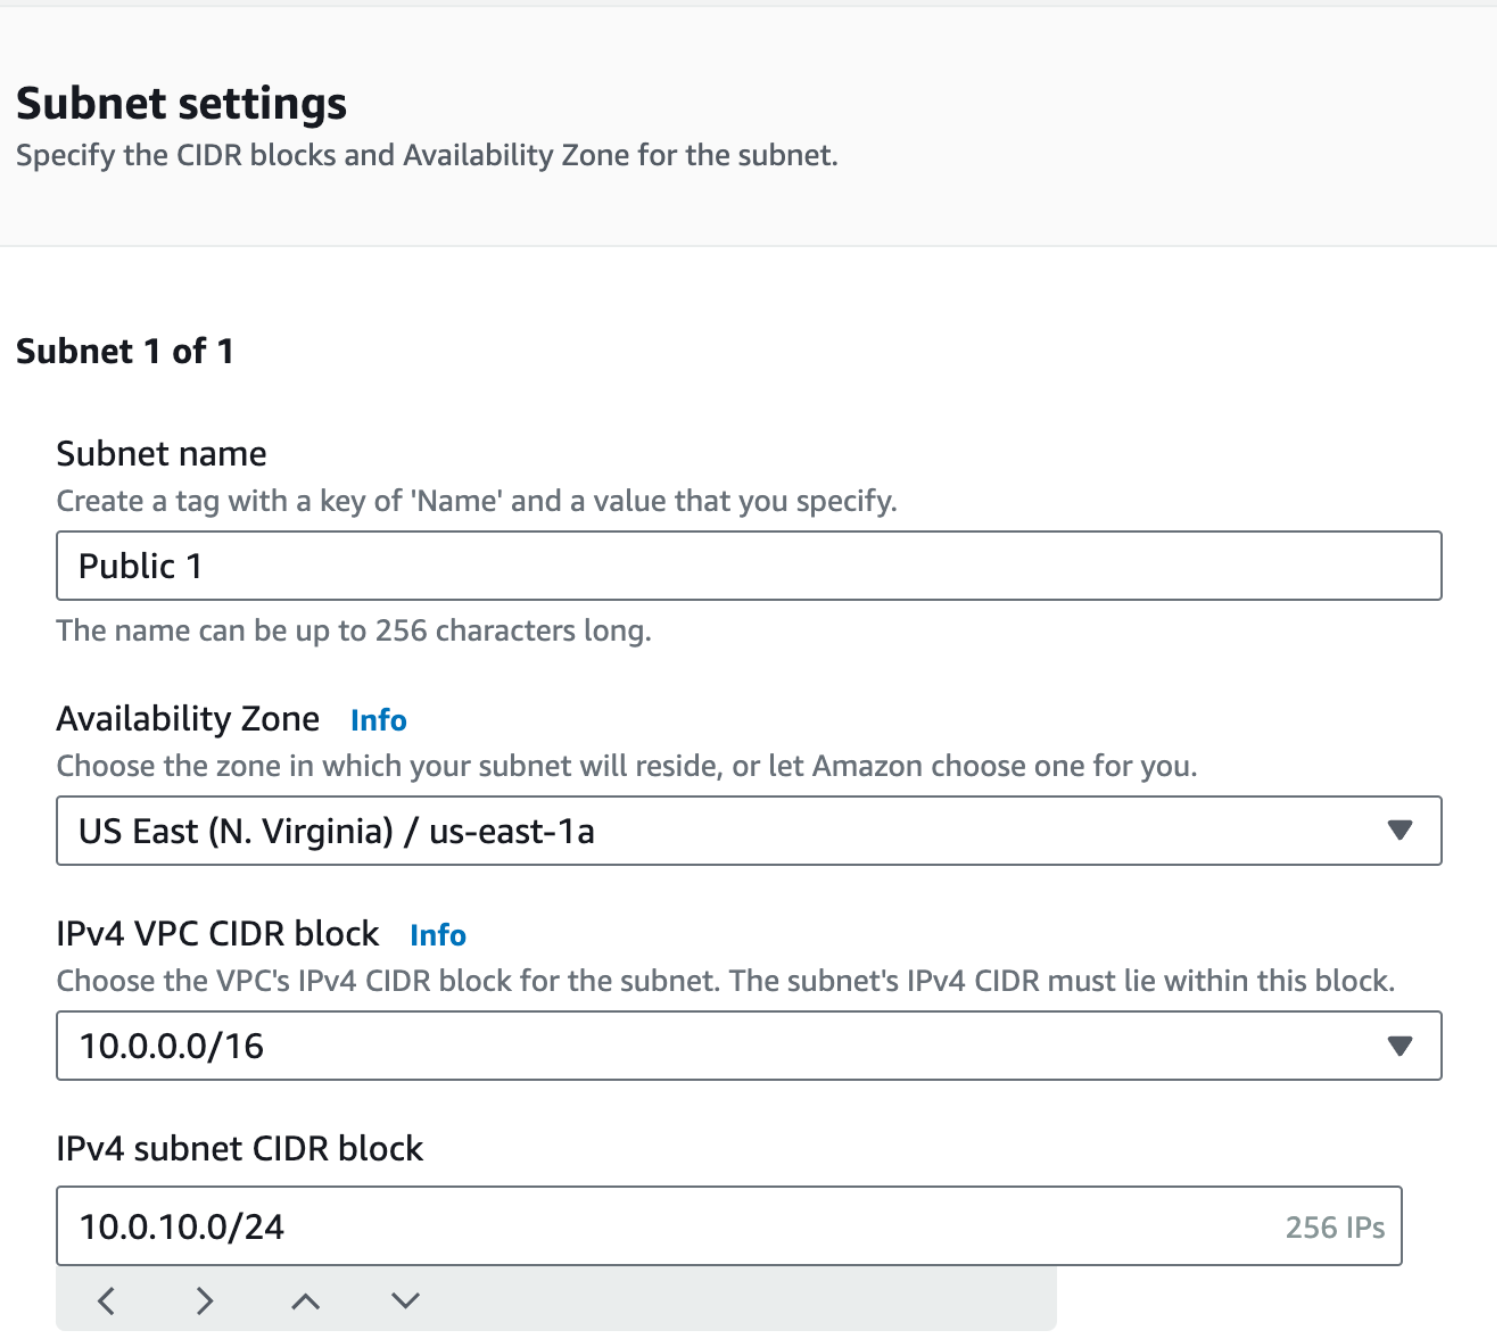 Subnet settings
Specify the CIDR blocks and Availability Zone for the subnet.
Subnet 1 of 1
Subnet name
Create a tag with a key of 'Name' and a value that you specify.
Public 1
The name can be up to 256 characters long.
Availability Zone Info
Choose the zone in which your subnet will reside, or let Amazon choose one for you.
US East (N. Virginia) / us-east-1a
IPv4 VPC CIDR block Info
Choose the VPC's IPv4 CIDR block for the subnet. The subnet's IPv4 CIDR must lie within this block.
10.0.0.0/16
IPv4 subnet CIDR block
10.0.10.0/24 256 IPs